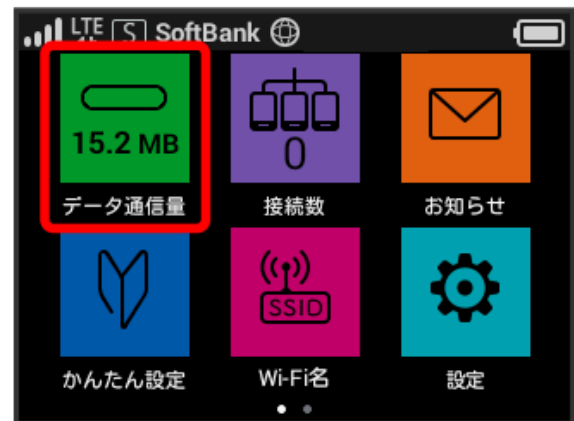 LTE S SoftBank
15.2 MB
0
データ通信量 接続数 お知らせ
SSID
かんたん設定 Wi-Fi名 設定